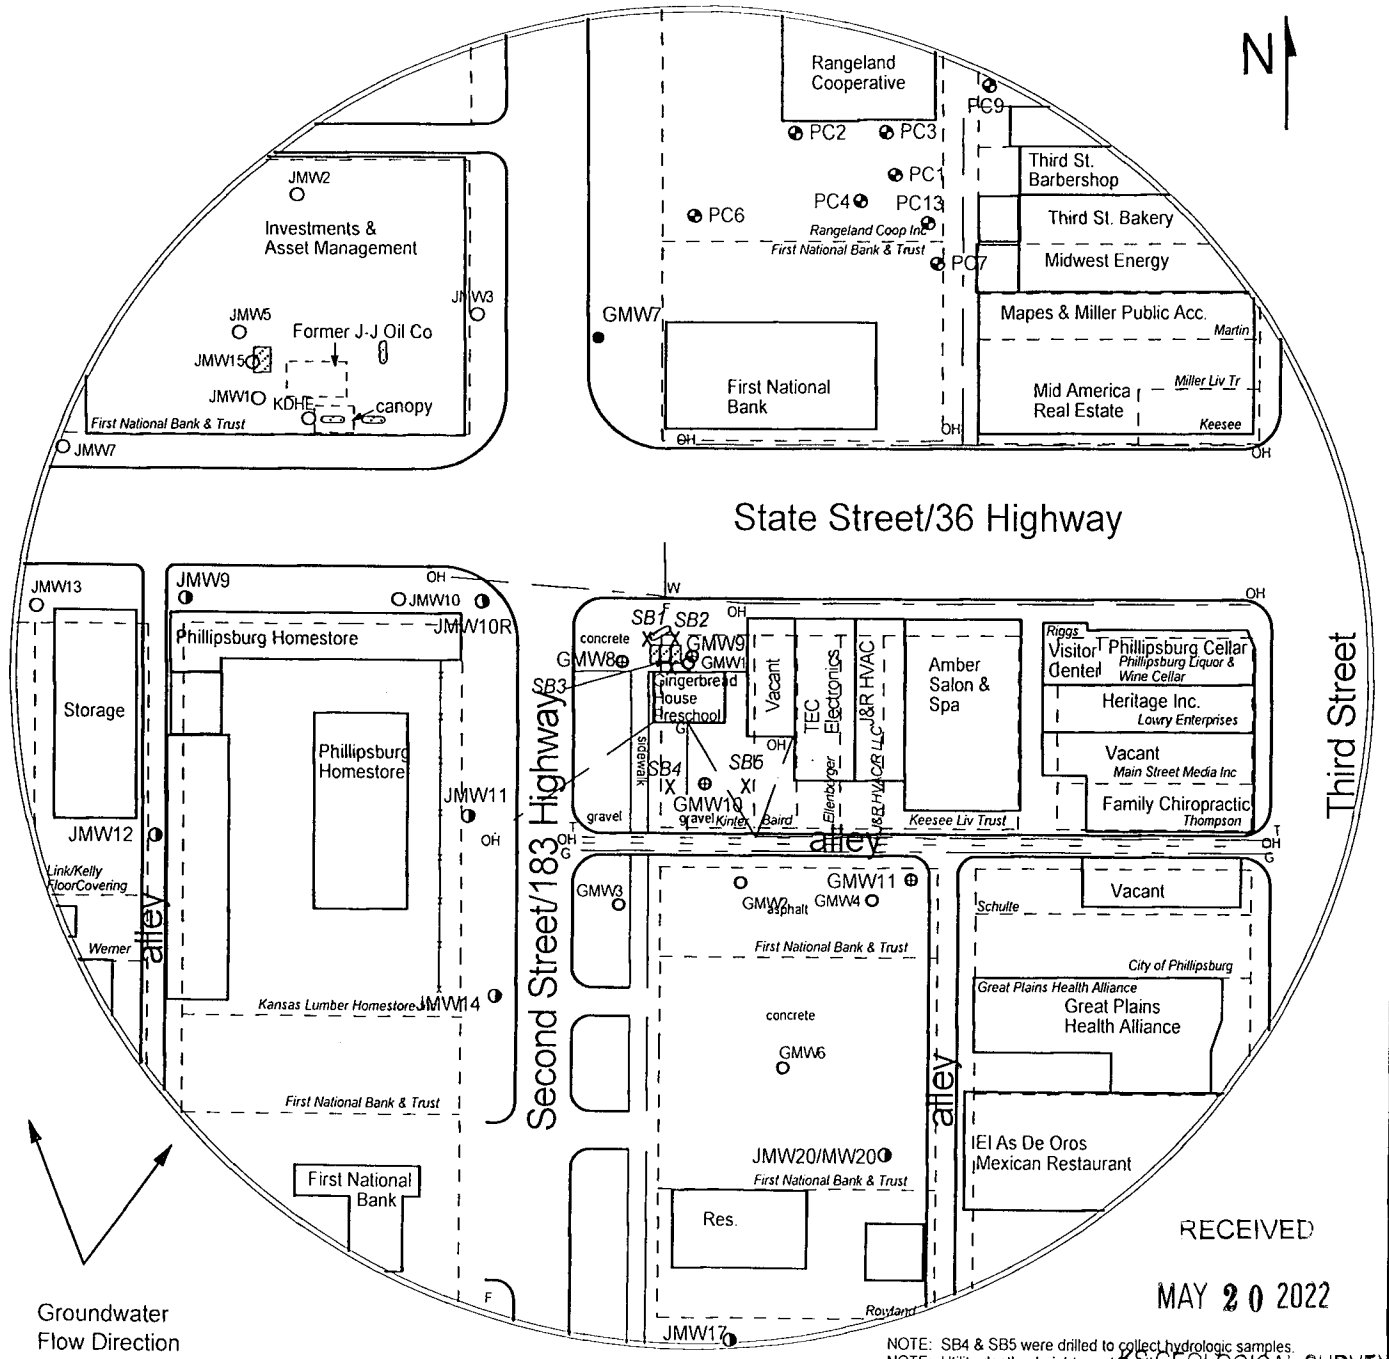 N
Rangeland
Cooperative
PC9
PC2
PC3
PC1
PC4
PC13
PC6
Rangeland Coop Inc
First National Bank & Trust
PC7
Third St.
Barbershop
Third St. Bakery
Midwest Energy
Mapes & Miller Public Acc.
Martin
Miller Liv Tr
Mid America
Real Estate
Keesee
OH
JMW2
Investments &
Asset Management
JMW3
JMW5
Former J-J Oil Co
JMW15
JMW1
KDHE
canopy
First National Bank & Trust
JMW7
GMW7
First National
Bank
OH
OH
State Street/36 Highway
JMW13
JMW9
OH
JMW10
JMW10R
Phillipsburg Homestore
Storage
Phillipsburg
Homestore
JMW11
JMW12
OH
Link/Kelly
FloorCovering
Werner
alley
Kansas Lumber Homestore
JMW14
First National Bank & Trust
First National
Bank
F
Second Street/183 Highway
W
F
SB1
SB2
OH
concrete
GMW9
GMW8
GMW1
SB3
Gingerbread
House
Preschool
G
sidewalk
SB4
SB5
OH
GMW10
gravel
gravel
Kinter
Baird
Vacant
TEC
Electronics
Ellenburger
J&R HVAC
J&R HVAC/R LLC
Amber
Salon &
Spa
Keesee Liv Trust
OH
Riggs
Visitor
Center
Phillipsburg Cellar
Phillipsburg Liquor &
Wine Cellar
Heritage Inc.
Lowry Enterprises
Vacant
Main Street Media Inc
Family Chiropractic
Thompson
Third Street
T
OH
G
alley
T
OH
G
GMW3
GMW2
asphalt
GMW11
GMW4
First National Bank & Trust
Vacant
Schulte
City of Phillipsburg
Great Plains Health Alliance
Great Plains
Health Alliance
concrete
GMW6
alley
JMW20/MW20
First National Bank & Trust
El As De Oros
Mexican Restaurant
Res.
Rowland
JMW17
Groundwater
Flow Direction
RECEIVED
MAY 20 2022
NOTE: SB4 & SB5 were drilled to collect hydrologic samples.
NOTE: Utility
GEOLOGICAL SURVEY